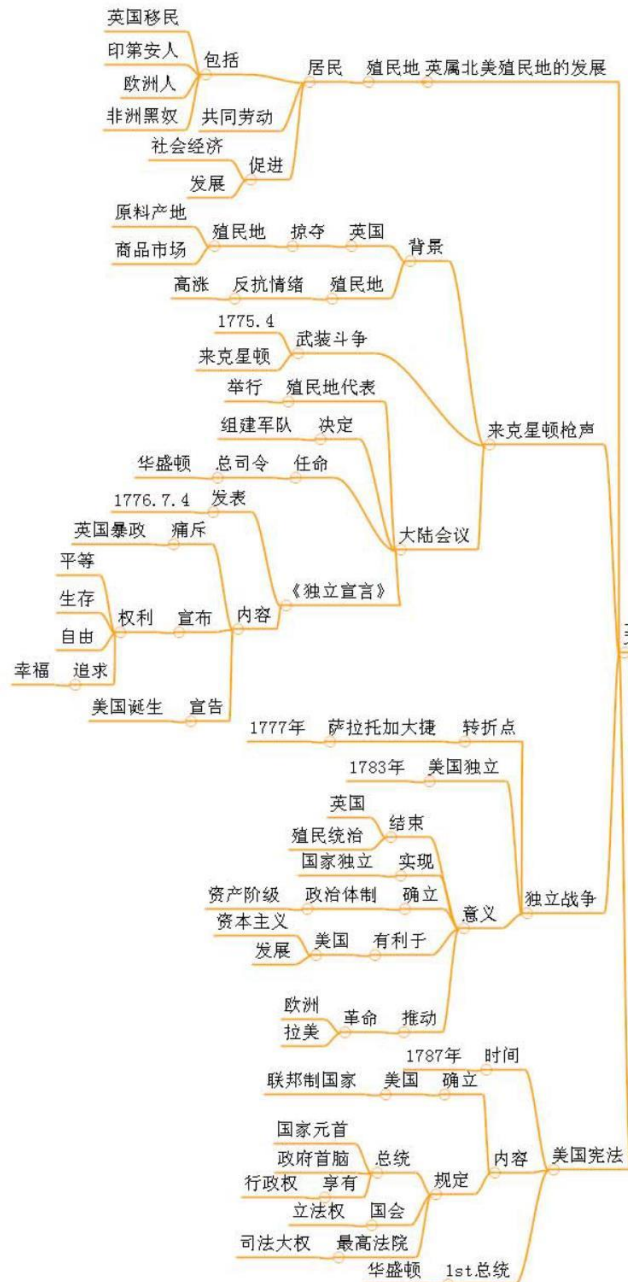 英国移民
印第安人 包括
欧洲人
非洲黑奴
居民 殖民地 英属北美殖民地的发展
共同劳动
社会经济
发展 促进
原料产地
商品市场 殖民地 掠夺 英国 背景
高涨 反抗情绪 殖民地
1775.4
来克星顿 武装斗争
举行 殖民地代表
组建军队 决定
来克星顿枪声
华盛顿 总司令 任命
1776.7.4 发表
大陆会议
英国暴政 痛斥
平等
生存
自由
权利 宣布 内容 《独立宣言》
幸福 追求
美国诞生 宣告
1777年 萨拉托加大捷 转折点
1783年 美国独立
英国
殖民统治 结束
国家独立 实现
资产阶级 政治体制 确立
资本主义
发展 美国 有利于 意义 独立战争
欧洲
拉美 革命 推动
1787年 时间
联邦制国家 美国 确立
国家元首
政府首脑 总统
行政权 享有
立法权 国会
司法大权 最高法院
规定 内容 美国宪法
华盛顿 1st总统